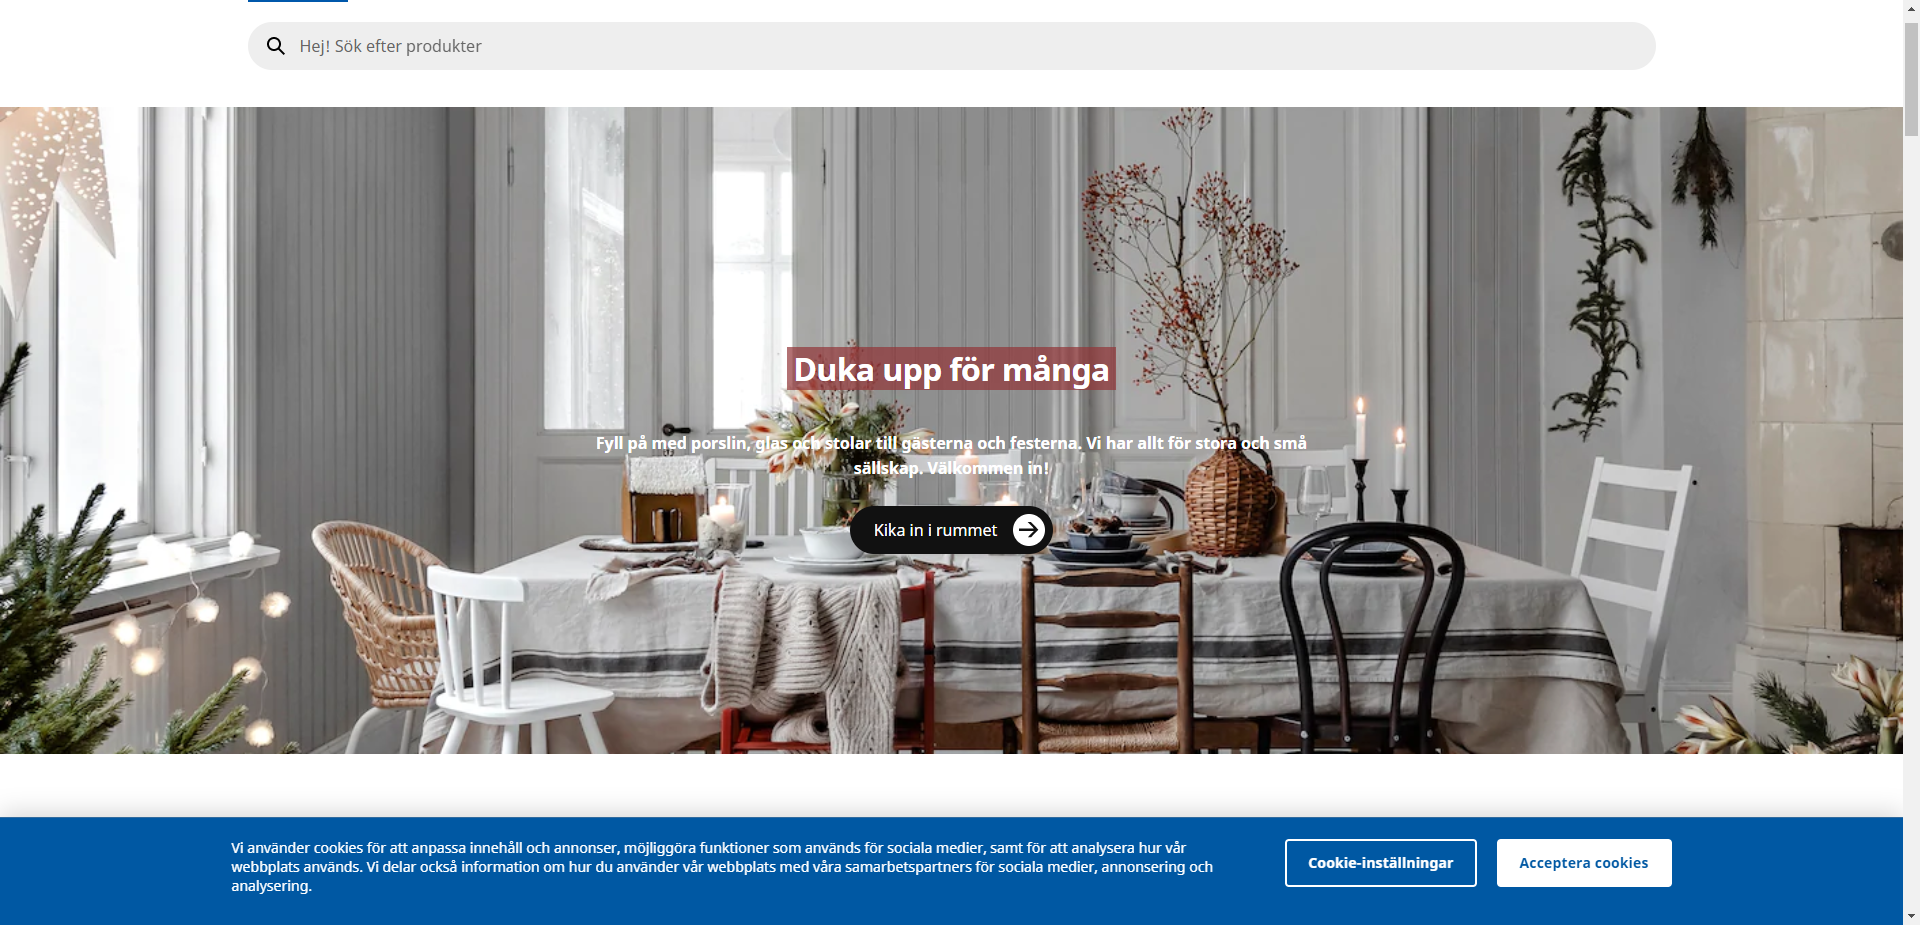 Hej! Sök efter produkter
Duka upp för många
Fyll på med porslin, glas och stolar till gästerna och festerna. Vi har allt för stora och små
sällskap. Välkommen in!
Kika in i rummet
Vi använder cookies för att anpassa innehåll och annonser, möjliggöra funktioner som används för sociala medier, samt för att analysera hur vår
webbplats används. Vi delar också information om hur du använder vår webbplats med våra samarbetspartners för sociala medier, annonsering och
analysering.
Cookie-inställningar
Acceptera cookies